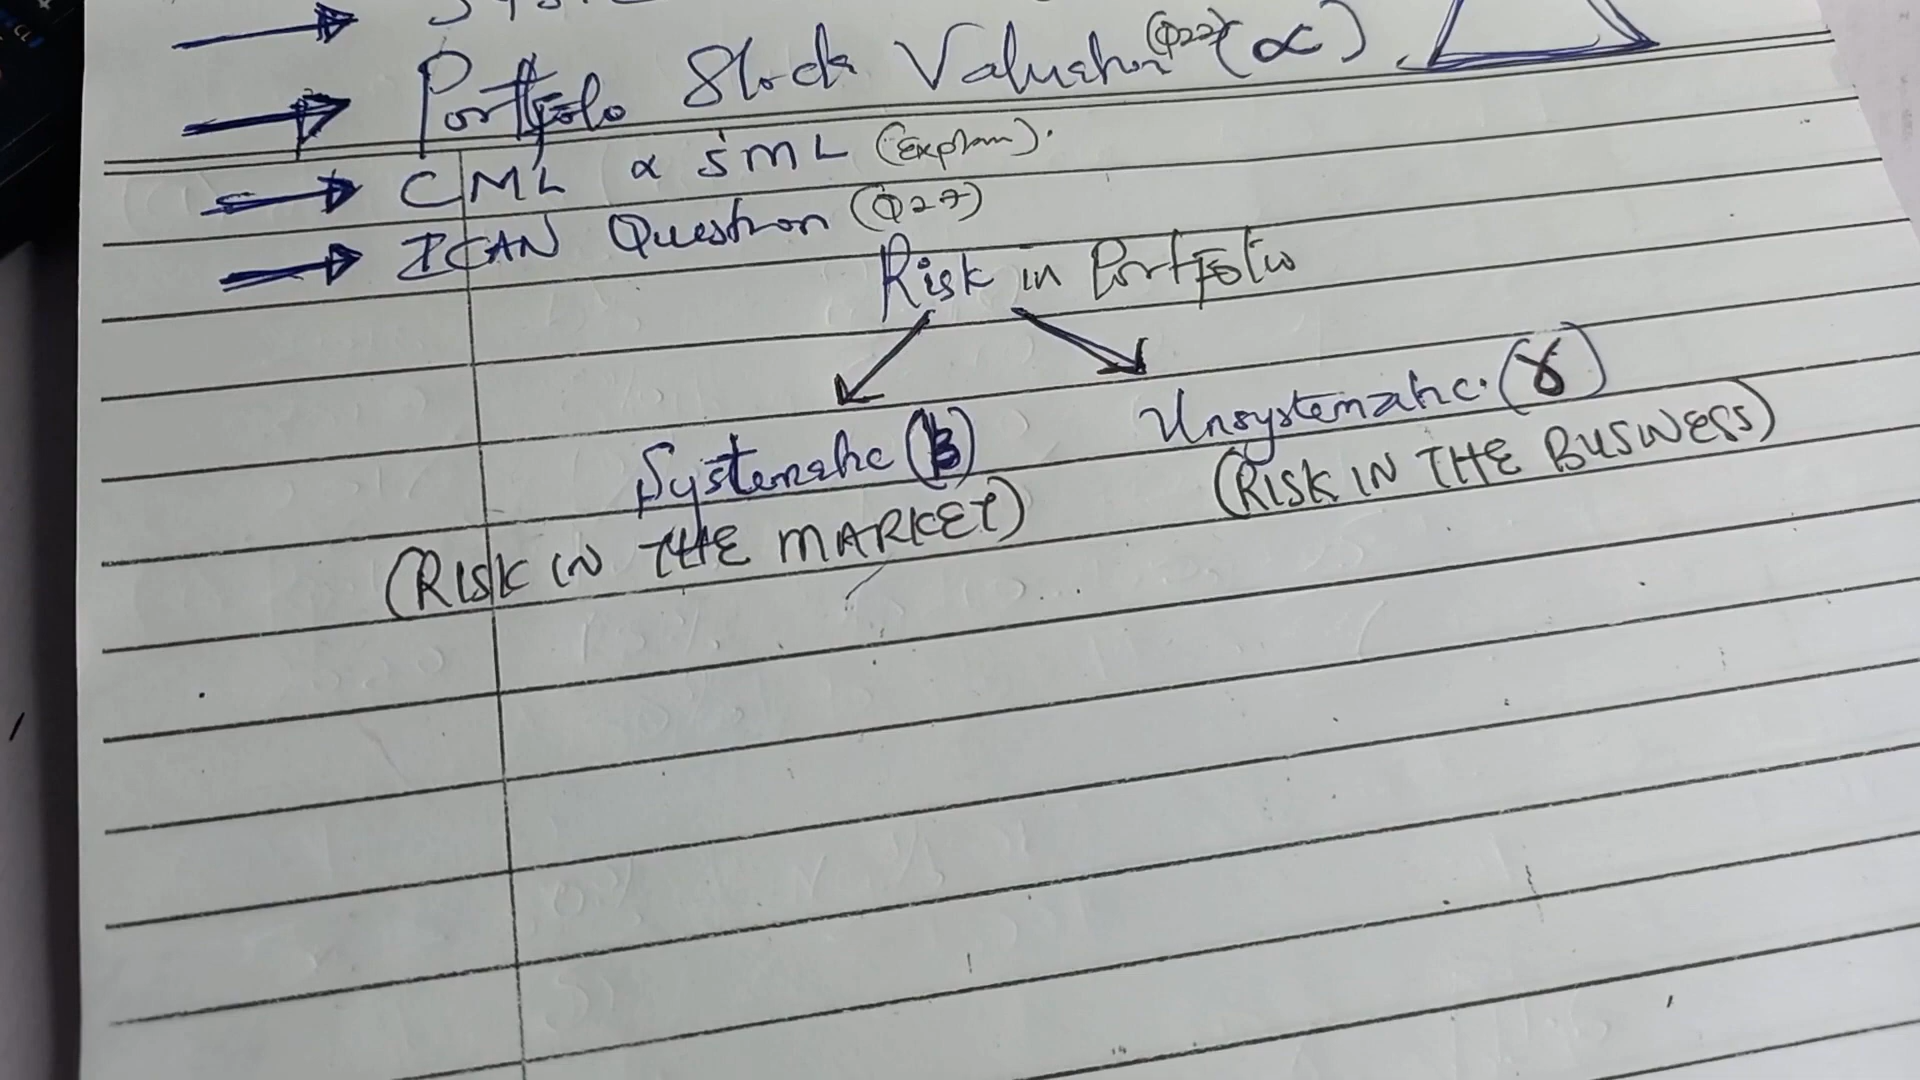 Portfolio Stock Valuation (Q22) (α)
CML & SML (Explain).
ICAN Question (Q27)
Risk in Portfolio
Systematic (β) Unsystematic. (γ)
(RISK IN THE MARKET) (RISK IN THE BUSINESS)